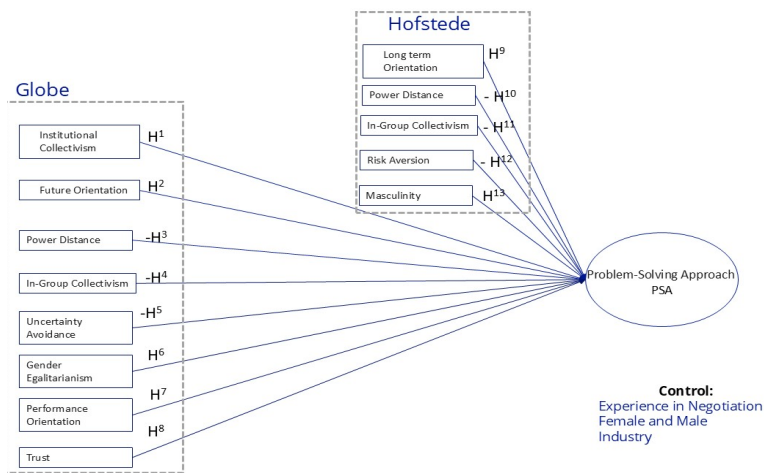 Hofstede
Long term
Orientation
H9
Power Distance
- H10
In-Group Collectivism
- H11
Risk Aversion
- H12
Masculinity
H13
Globe
Institutional
Collectivism
H1
Future Orientation
H2
Power Distance
-H3
In-Group Collectivism
-H4
Uncertainty
Avoidance
-H5
Gender
Egalitarianism
H6
Performance
Orientation
H7
Trust
H8
Problem-Solving Approach
PSA
Control:
Experience in Negotiation
Female and Male
Industry